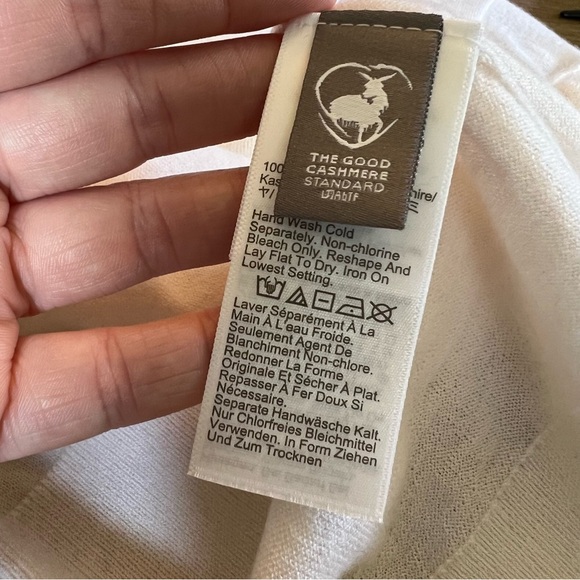 THE GOOD
CASHMERE
STANDARD
100
Kas
ヤ/
Hand Wash Cold
Separately. Non-chlorine
Bleach Only. Reshape And
Lay Flat To Dry. Iron On
Lowest Setting.
Laver Séparément À La
Main À L'eau Froide.
Seulement Agent De
Blanchiment Non-chlore.
Redonner La Forme
Originale Et Sécher À Plat.
Repasser À Fer Doux Si
Nécessaire.
Separate Handwäsche Kalt.
Nur Chlorfreies Bleichmittel
Verwenden. In Form Ziehen
Und Zum Trocknen